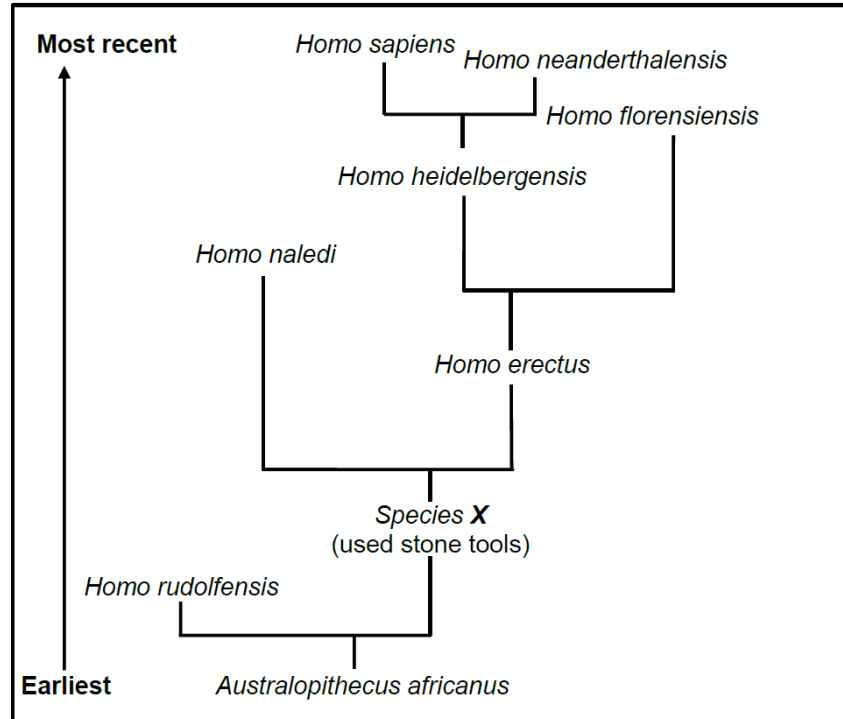 Most recent
Homo sapiens
Homo neanderthalensis
Homo florensiensis
Homo heidelbergensis
Homo naledi
Homo erectus
Species X
(used stone tools)
Homo rudolfensis
Earliest
Australopithecus africanus